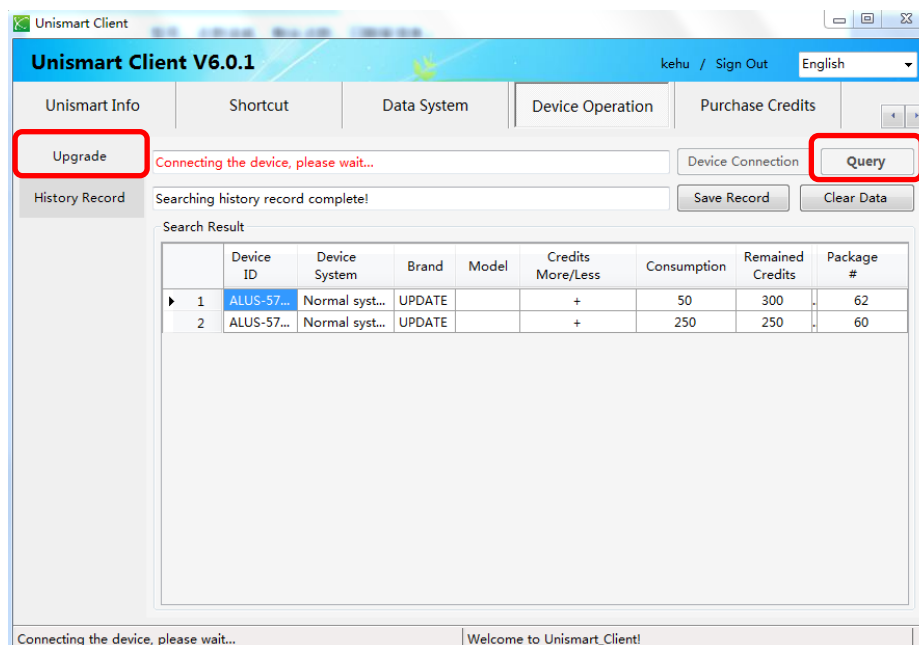 Unismart Client
Unismart Client V6.0.1 kehu / Sign Out English
Unismart Info Shortcut Data System Device Operation Purchase Credits
Upgrade Connecting the device, please wait... Device Connection Query
History Record Searching history record complete! Save Record Clear Data
Search Result
Device ID Device System Brand Model Credits More/Less Consumption Remained Credits Package #
1 ALUS-57... Normal syst... UPDATE + 50 300 . 62
2 ALUS-57... Normal syst... UPDATE + 250 250 . 60
Connecting the device, please wait... Welcome to Unismart_Client!